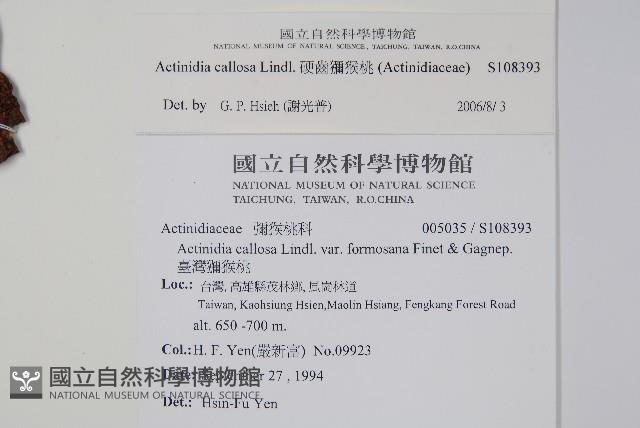 國立自然科學博物館
NATIONAL MUSEUM OF NATURAL SCIENCE, TAICHUNG, TAIWAN, R.O.CHINA
Actinidia callosa Lindl. 硬齒獼猴桃 (Actinidiaceae) S108393
Det. by G. P. Hsieh (謝光普) 2006/8/ 3
國立自然科學博物館
NATIONAL MUSEUM OF NATURAL SCIENCE
TAICHUNG, TAIWAN, R.O.CHINA
Actinidiaceae 獼猴桃科 005035 / S108393
Actinidia callosa Lindl. var. formosana Finet & Gagnep.
臺灣獼猴桃
Loc.: 台灣, 高雄縣茂林鄉, 鳳崗林道
Taiwan, Kaohsiung Hsien,Maolin Hsiang, Fengkang Forest Road
alt. 650 -700 m.
Col.: H. F. Yen(嚴新富) No.09923
Date: 27 , 1994
Det.: Hsin-Fu Yen
國立自然科學博物館
NATIONAL MUSEUM OF NATURAL SCIENCE